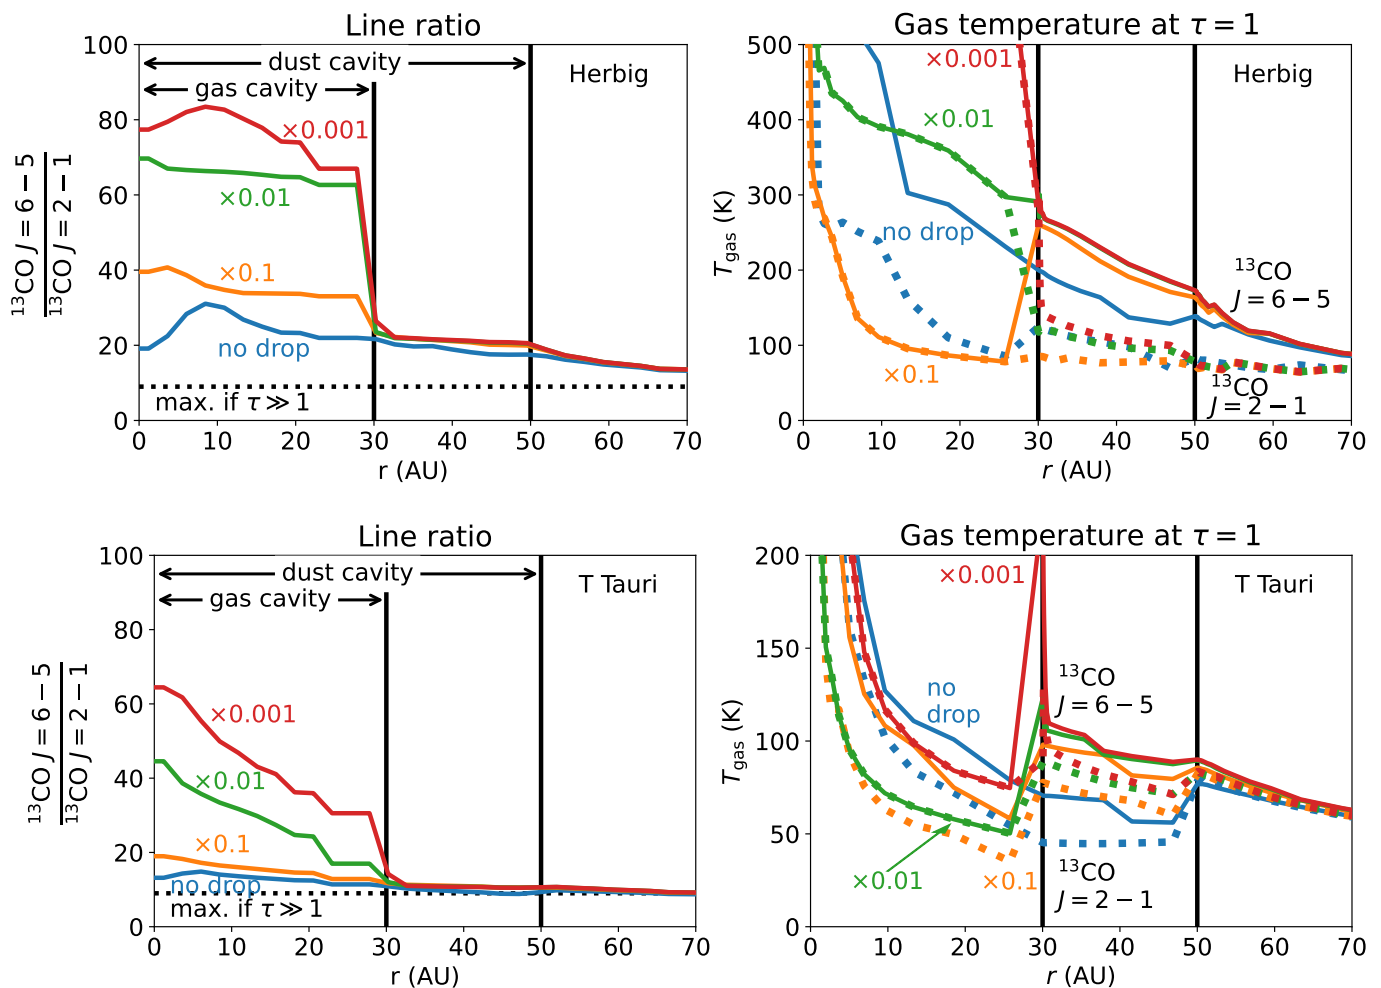 Line ratio
100
80
60
40
20
0
0 10 20 30 40 50 60 70
r (AU)
¹³CO J = 6 − 5
¹³CO J = 2 − 1
dust cavity
gas cavity
Herbig
×0.001
×0.01
×0.1
no drop
max. if τ ≫ 1
Gas temperature at τ = 1
500
400
300
200
100
0
0 10 20 30 40 50 60 70
r (AU)
T_gas (K)
Herbig
×0.001
×0.01
no drop
×0.1
¹³CO
J = 6 − 5
¹³CO
J = 2 − 1
Line ratio
100
80
60
40
20
0
0 10 20 30 40 50 60 70
r (AU)
¹³CO J = 6 − 5
¹³CO J = 2 − 1
dust cavity
gas cavity
T Tauri
×0.001
×0.01
×0.1
no drop
max. if τ ≫ 1
Gas temperature at τ = 1
200
150
100
50
0
0 10 20 30 40 50 60 70
r (AU)
T_gas (K)
T Tauri
×0.001
no
drop
¹³CO
J = 6 − 5
×0.01
×0.1
¹³CO
J = 2 − 1